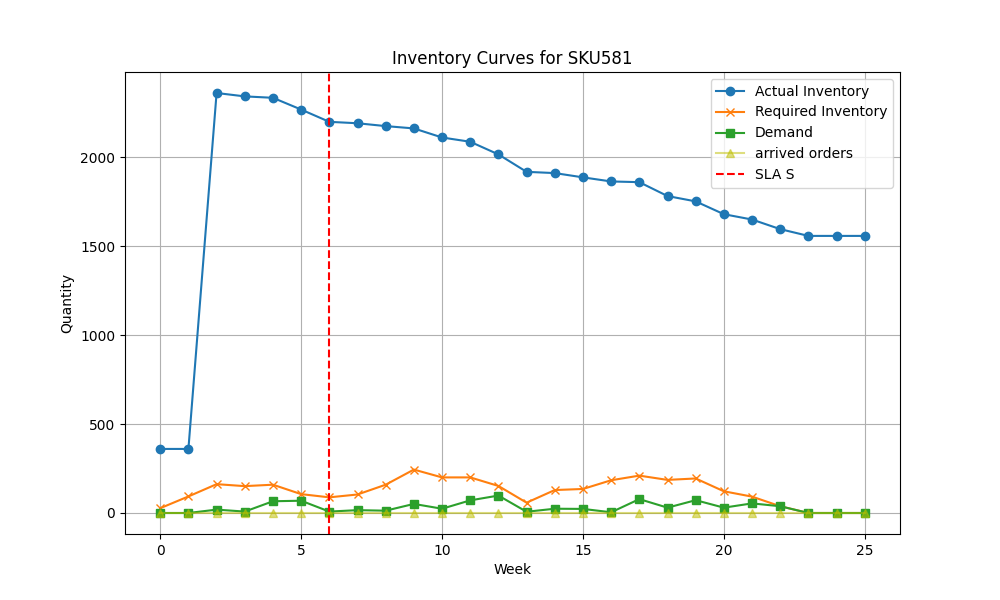 Inventory Curves for SKU581
Actual Inventory
Required Inventory
Demand
arrived orders
SLA S
Quantity
2000
1500
1000
500
0
0 5 10 15 20 25
Week